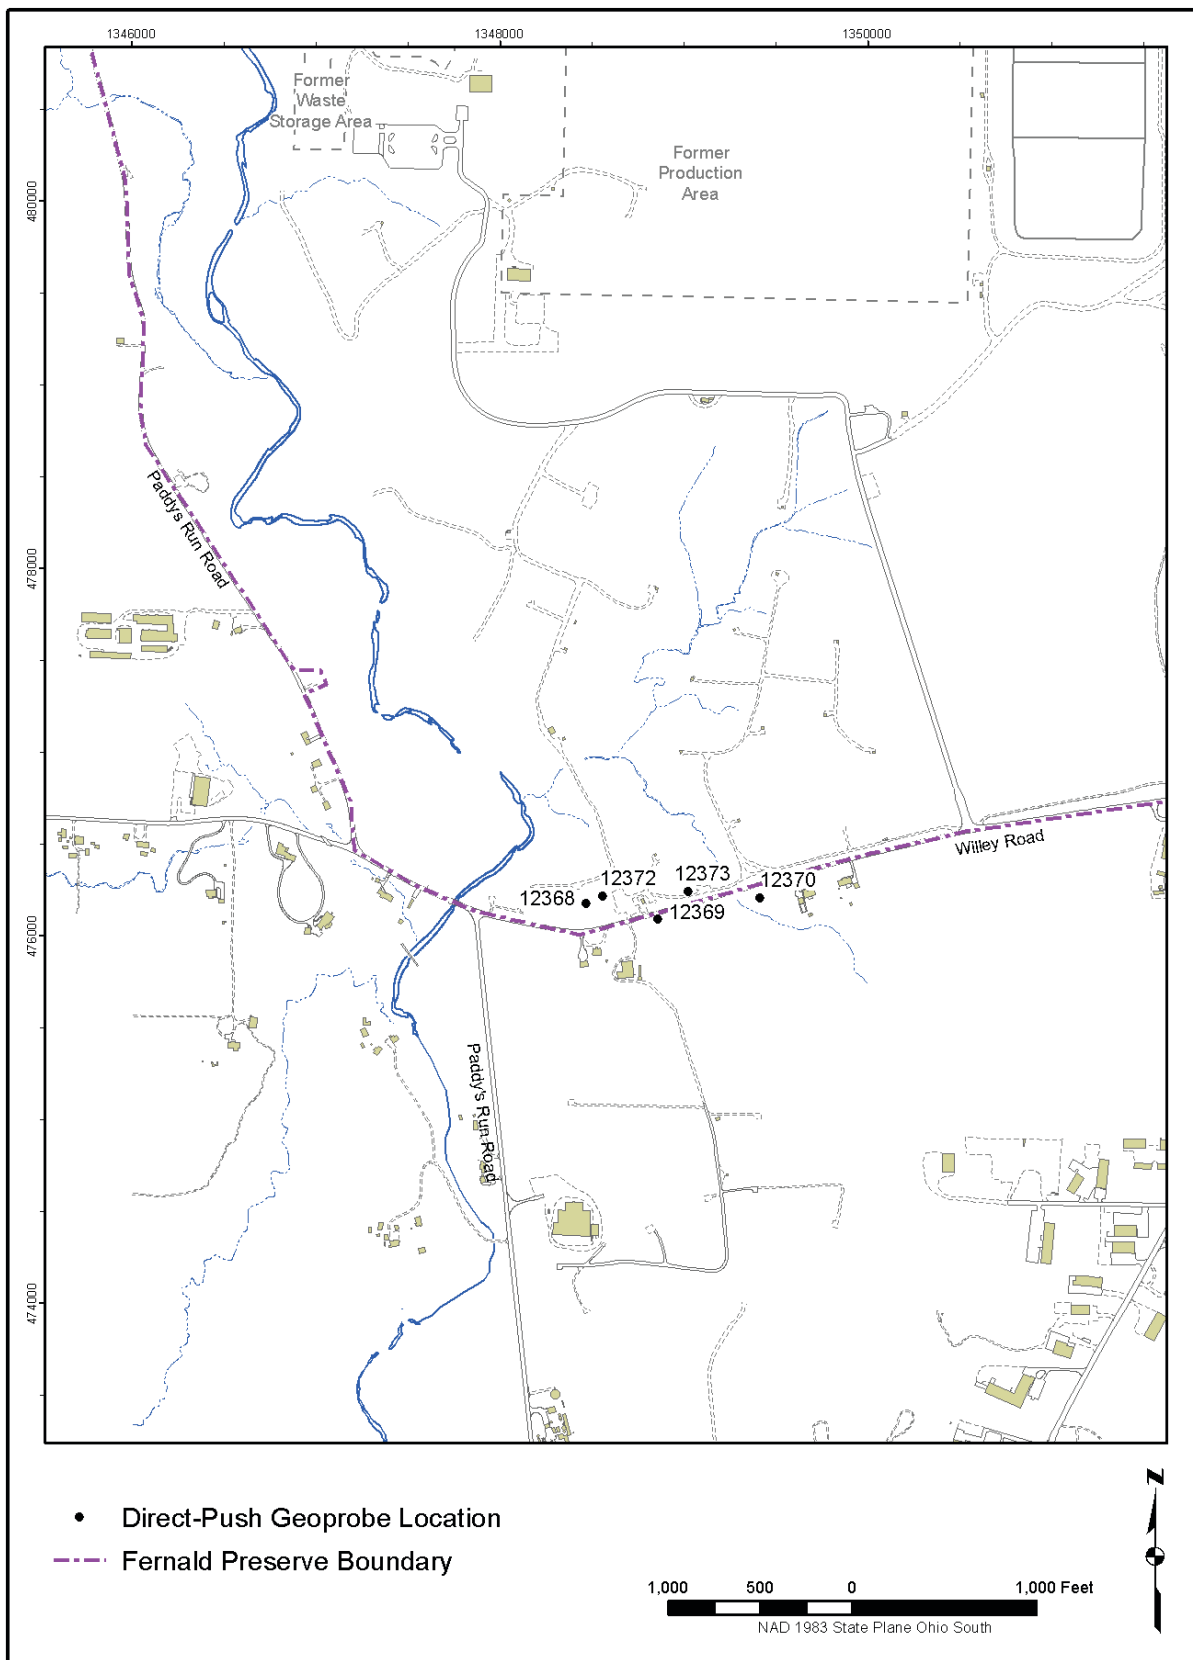 1346000
1348000
1350000
Former
Waste
Storage Area
Former
Production
Area
480000
478000
476000
474000
Paddy's Run Road
Willey Road
12372
12373
12370
12368
12369
Paddy's Run Road
Direct-Push Geoprobe Location
Fernald Preserve Boundary
N
1,000 500 0 1,000 Feet
NAD 1983 State Plane Ohio South